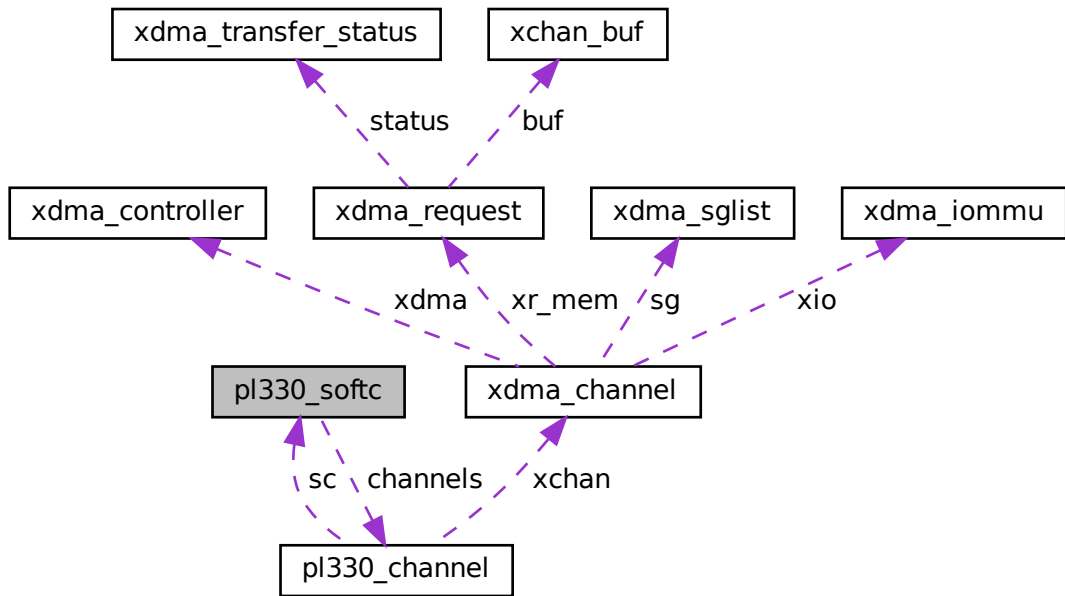 xdma_transfer_status
xchan_buf
status
buf
xdma_controller
xdma_request
xdma_sglist
xdma_iommu
xdma
xr_mem
sg
xio
pl330_softc
xdma_channel
sc
channels
xchan
pl330_channel